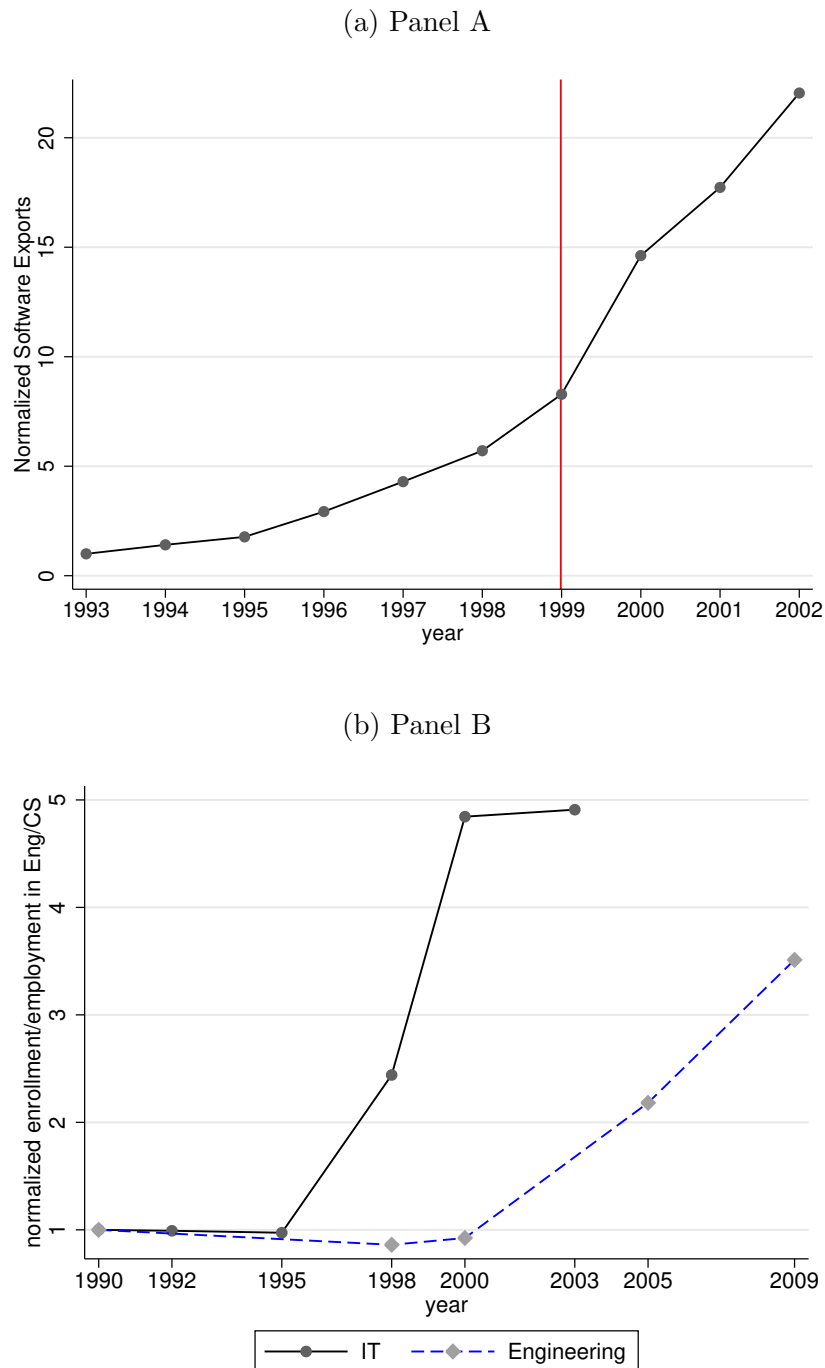 (a) Panel A
Normalized Software Exports
20
15
10
5
0
1993 1994 1995 1996 1997 1998 1999 2000 2001 2002
year
(b) Panel B
normalized enrollment/employment in Eng/CS
5
4
3
2
1
1990 1992 1995 1998 2000 2003 2005 2009
year
IT Engineering